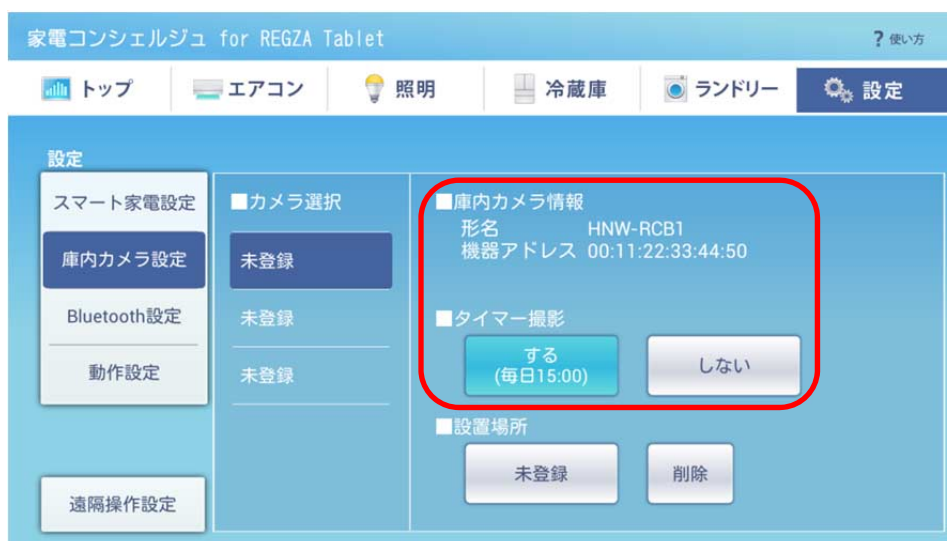 家電コンシェルジュ for REGZA Tablet
? 使い方
トップ
エアコン
照明
冷蔵庫
ランドリー
設定
設定
スマート家電設定
庫内カメラ設定
Bluetooth設定
動作設定
遠隔操作設定
■カメラ選択
未登録
未登録
未登録
■庫内カメラ情報
形名 HNW-RCB1
機器アドレス 00:11:22:33:44:50
■タイマー撮影
する
(毎日15:00)
しない
■設置場所
未登録
削除